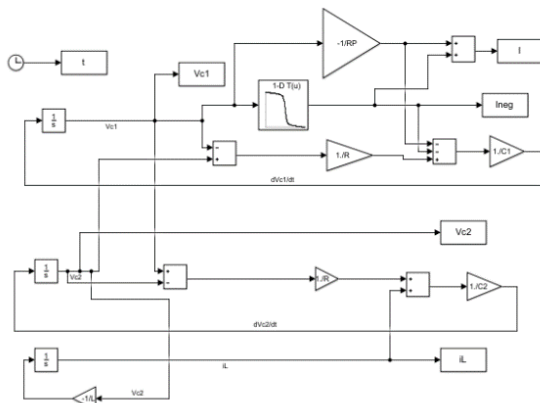 -1/RP
I
t
Vc1
1-D T(u)
Ineg
1
s
Vc1
1./R
1./C1
dVc1/dt
Vc2
1
s
Vc2
1./R
1./C2
dVc2/dt
1
s
iL
iL
-1/L
Vc2